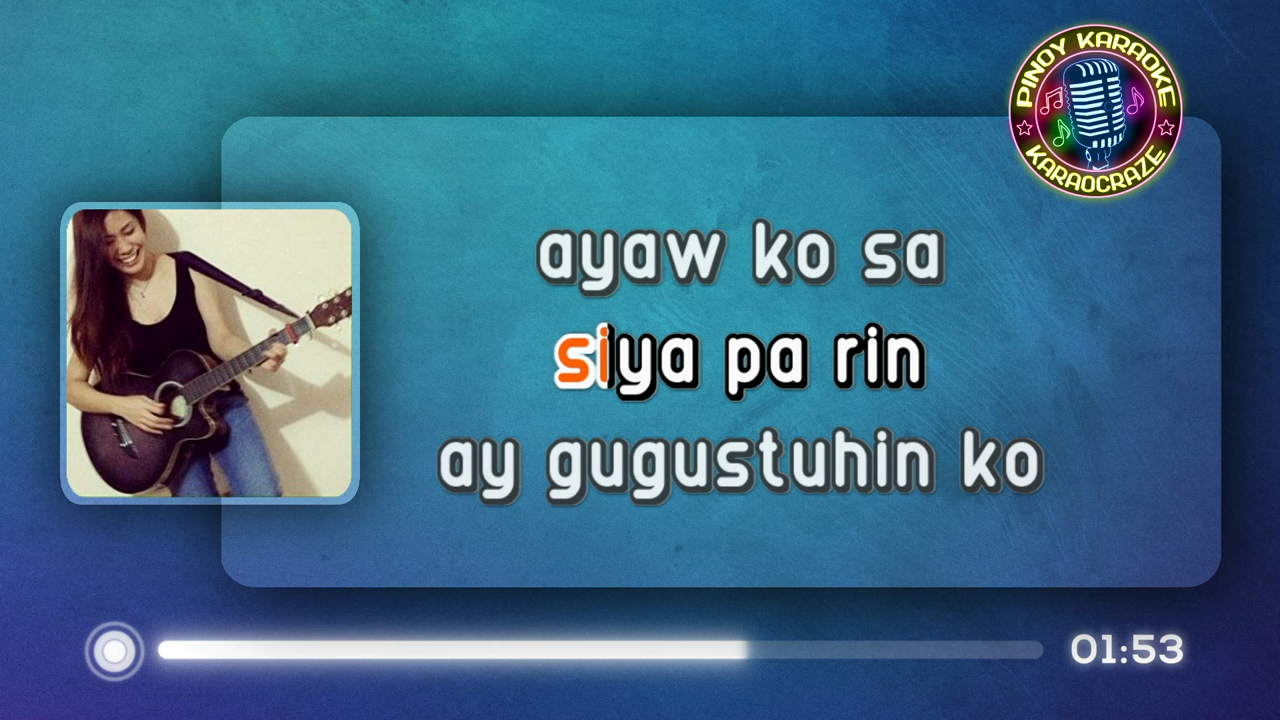 PINOY KARAOKE
KARAOCRAZE
ayaw ko sa
siya pa rin
ay gugustuhin ko
01:53